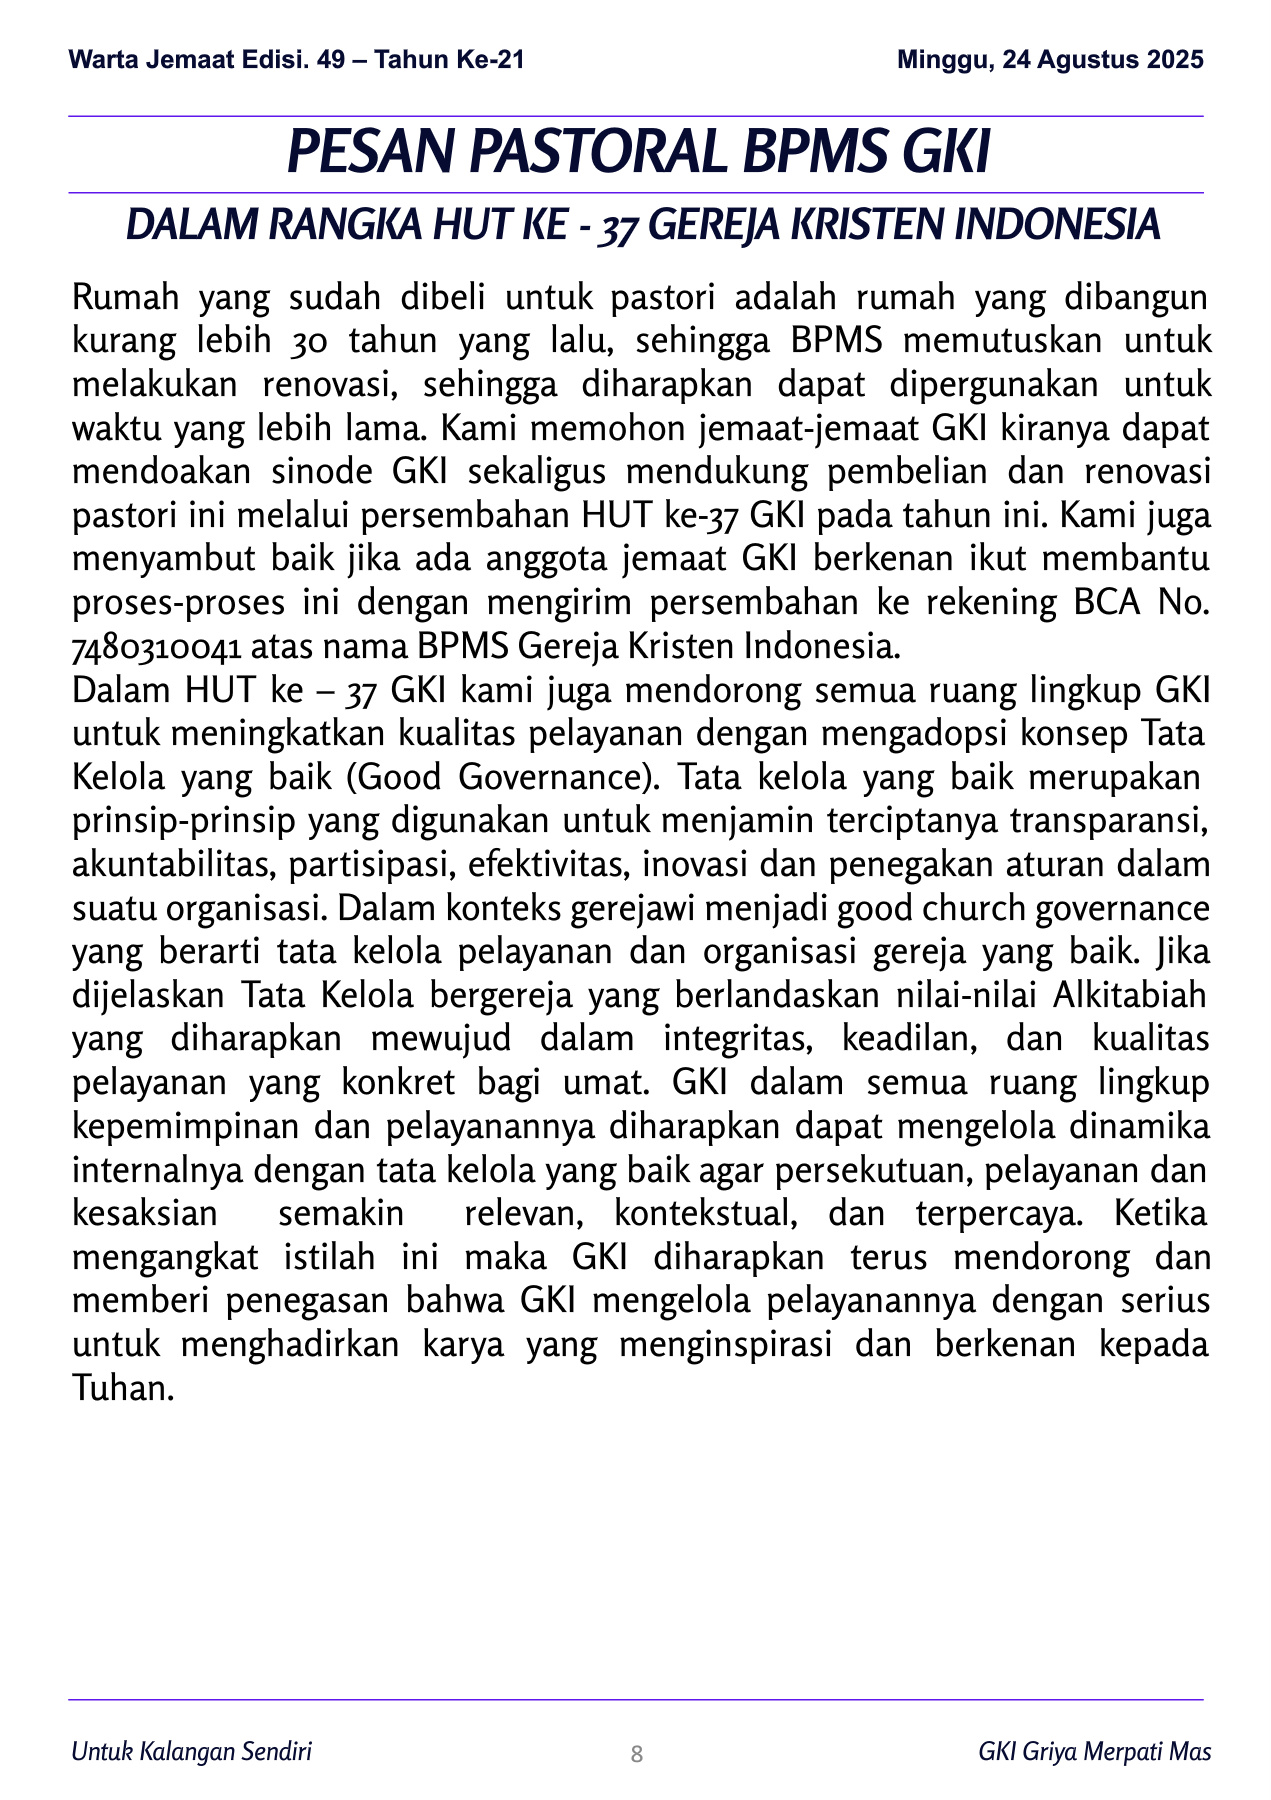 Warta Jemaat Edisi. 49 – Tahun Ke-21
Minggu, 24 Agustus 2025
PESAN PASTORAL BPMS GKI
DALAM RANGKA HUT KE - 37 GEREJA KRISTEN INDONESIA
Rumah yang sudah dibeli untuk pastori adalah rumah yang dibangun
kurang lebih 30 tahun yang lalu, sehingga BPMS memutuskan untuk
melakukan renovasi, sehingga diharapkan dapat dipergunakan untuk
waktu yang lebih lama. Kami memohon jemaat-jemaat GKI kiranya dapat
mendoakan sinode GKI sekaligus mendukung pembelian dan renovasi
pastori ini melalui persembahan HUT ke-37 GKI pada tahun ini. Kami juga
menyambut baik jika ada anggota jemaat GKI berkenan ikut membantu
proses-proses ini dengan mengirim persembahan ke rekening BCA No.
7480310041 atas nama BPMS Gereja Kristen Indonesia.
Dalam HUT ke – 37 GKI kami juga mendorong semua ruang lingkup GKI
untuk meningkatkan kualitas pelayanan dengan mengadopsi konsep Tata
Kelola yang baik (Good Governance). Tata kelola yang baik merupakan
prinsip-prinsip yang digunakan untuk menjamin terciptanya transparansi,
akuntabilitas, partisipasi, efektivitas, inovasi dan penegakan aturan dalam
suatu organisasi. Dalam konteks gerejawi menjadi good church governance
yang berarti tata kelola pelayanan dan organisasi gereja yang baik. Jika
dijelaskan Tata Kelola bergereja yang berlandaskan nilai-nilai Alkitabiah
yang diharapkan mewujud dalam integritas, keadilan, dan kualitas
pelayanan yang konkret bagi umat. GKI dalam semua ruang lingkup
kepemimpinan dan pelayanannya diharapkan dapat mengelola dinamika
internalnya dengan tata kelola yang baik agar persekutuan, pelayanan dan
kesaksian semakin relevan, kontekstual, dan terpercaya. Ketika
mengangkat istilah ini maka GKI diharapkan terus mendorong dan
memberi penegasan bahwa GKI mengelola pelayanannya dengan serius
untuk menghadirkan karya yang menginspirasi dan berkenan kepada
Tuhan.
Untuk Kalangan Sendiri
8
GKI Griya Merpati Mas